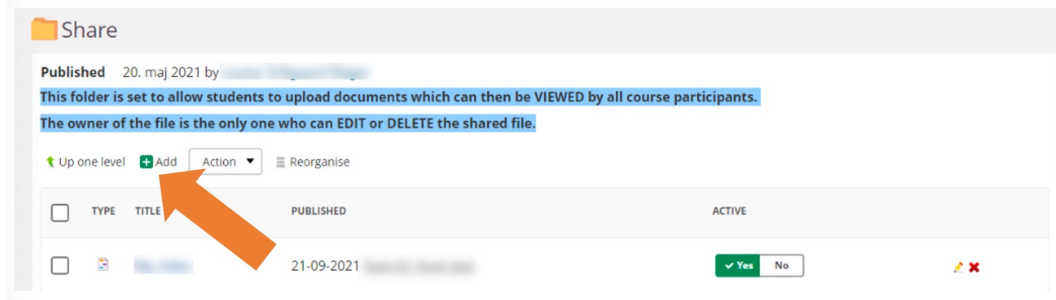 Share
Published 20. maj 2021 by
This folder is set to allow students to upload documents which can then be VIEWED by all course participants.
The owner of the file is the only one who can EDIT or DELETE the shared file.
Up one level Add Action Reorganise
TYPE TITLE PUBLISHED ACTIVE
21-09-2021 Yes No